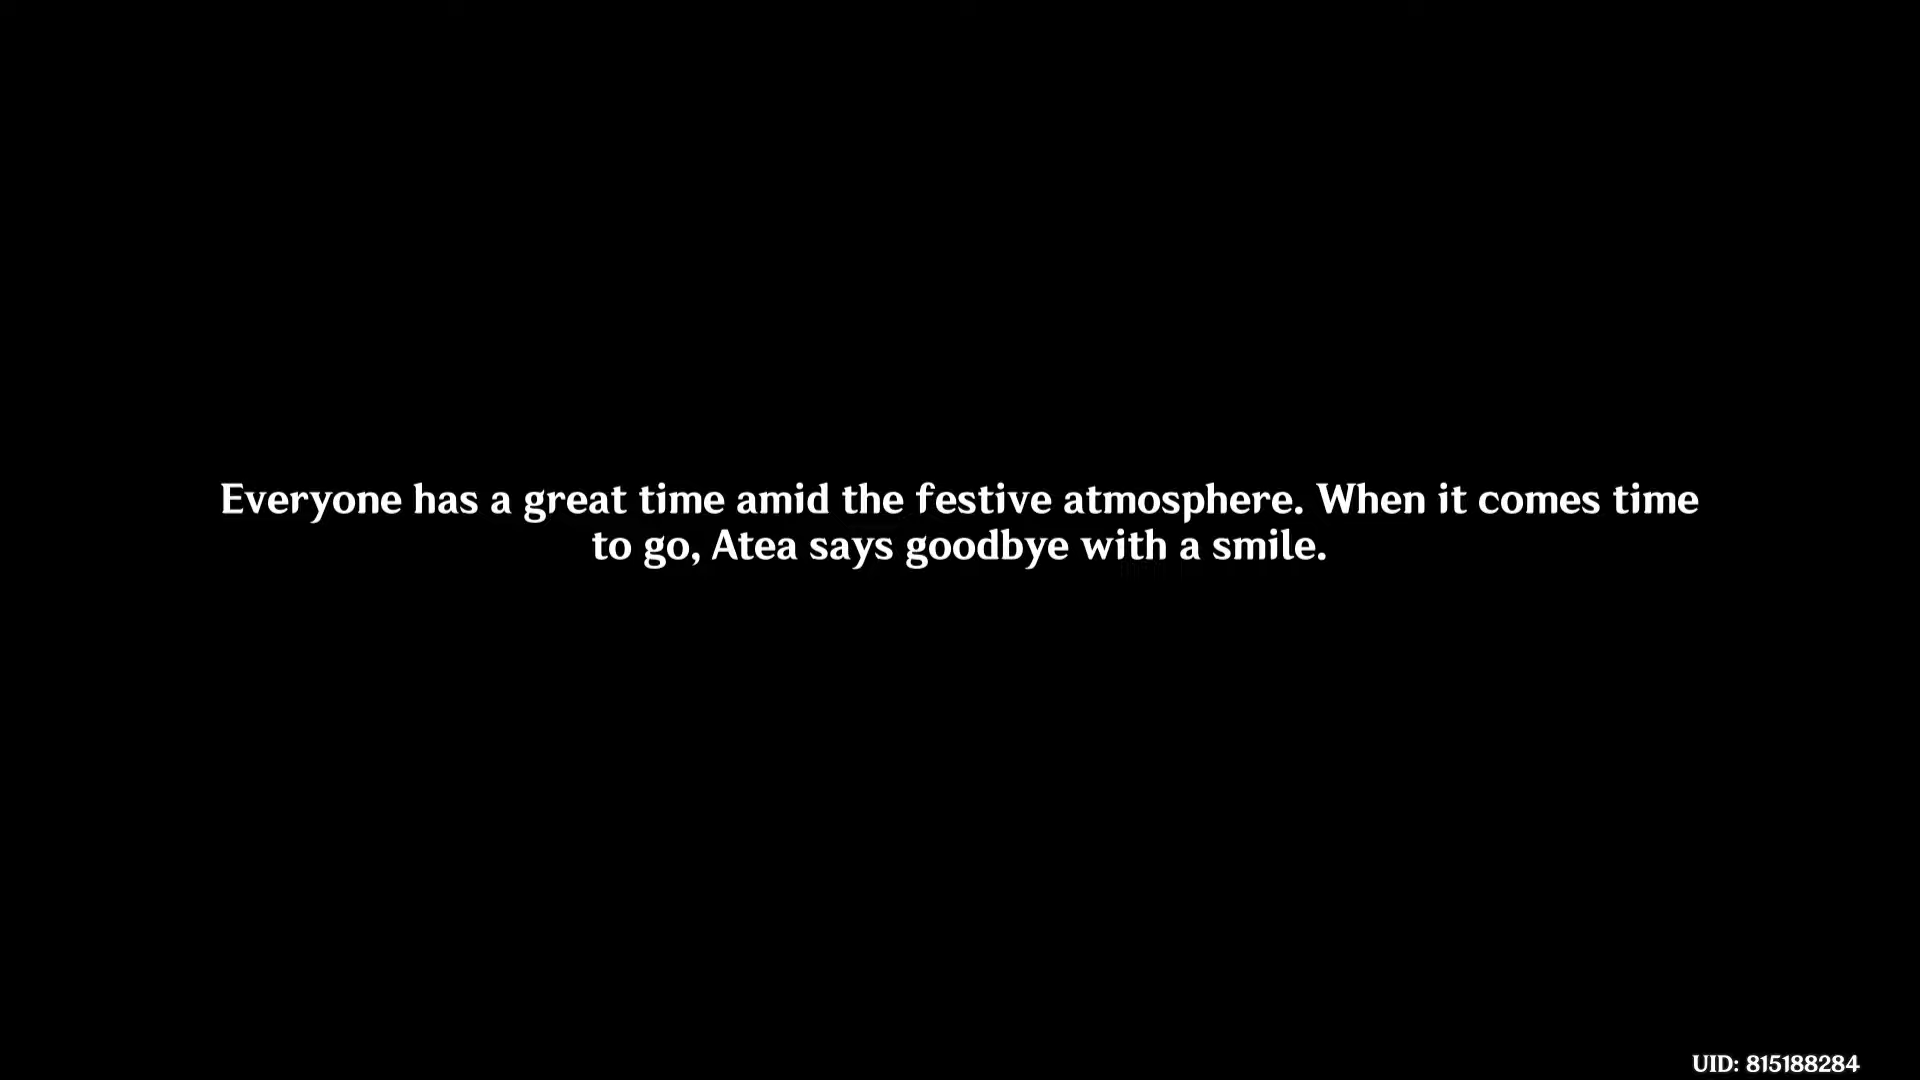 Everyone has a great time amid the festive atmosphere. When it comes time
to go, Atea says goodbye with a smile.
UID: 815188284